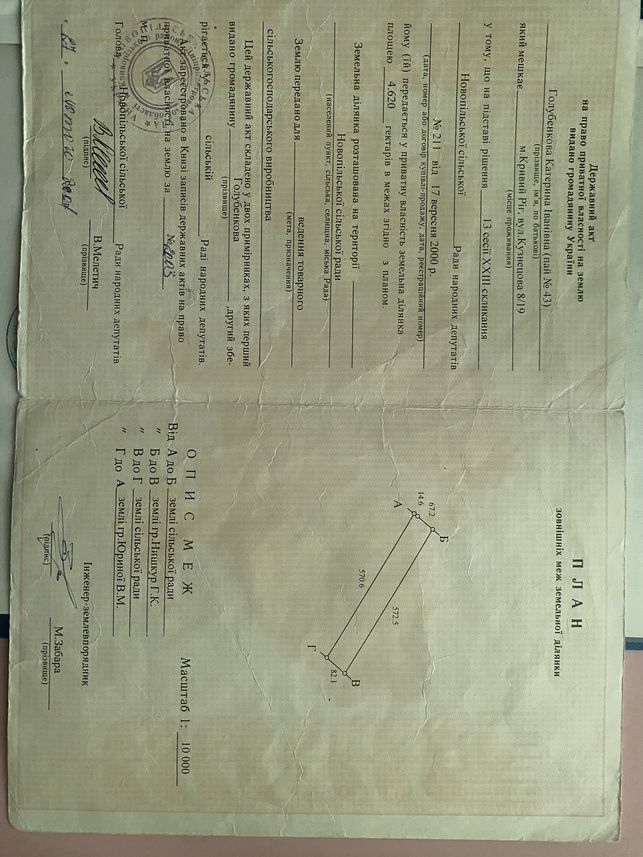 Державний акт
на право приватної власності на землю
видано громадянину України
Голубенкова Катерина Іванівна (пай № 43)
(прізвище, ім'я, по батькові)
який мешкає м Кривий Ріг, вул.Кузнецова 8/19
(місце проживання)
у тому, що на підставі рішення 13 сесії XXIII скликання
Новопільської сільської Ради народних депутатів
№ 211 від 17 вересня 2000 р.
(дата, номер або договір купівлі-продажу, дата, реєстраційний номер)
йому (їй) передається у приватну власність земельна ділянка
площею 4.620 гектарів в межах згідно з планом.
Земельна ділянка розташована на території
Новопільської сільської ради
(населений пункт, сільська, селищна, міська Рада)
Землю передано для ведення товарного
(мета, призначення)
сільськогосподарського виробництва
Цей державний акт складено у двох примірниках, з яких перший
видано громадянину Голубенкова ,другий збе-
(прізвище)
рігається сільській Раді народних депутатів.
Акт зареєстровано в Книзі записів державних актів на право
приватної власності на землю за №
М.П.
Голова Новопільської сільської Ради народних депутатів
В.Мелетич
(підпис) (прізвище)
П Л А Н
зовнішніх меж земельної ділянки
Б
67.2
14.6
А
572.5
570.6
В
82.1
Г
О П И С М Е Ж
Від А до Б землі сільської ради
" Б до В землі гр.Нишкур Г.К.
" В до Г землі сільської ради
" Г до А землі гр.Юриної В.М.
Масштаб 1: 10 000
Інженер-землевпорядник
М.Забара
(підпис) (прізвище)